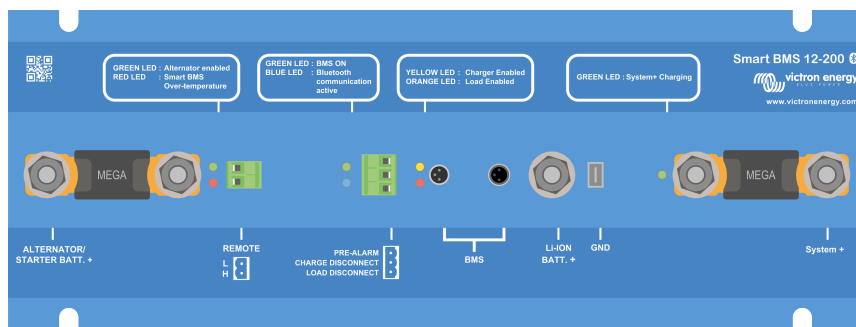 Smart BMS 12-200
victron energy
BLUE POWER
www.victronenergy.com
GREEN LED : Alternator enabled
RED LED : Smart BMS
Over-temperature
GREEN LED : BMS ON
BLUE LED : Bluetooth
communication
active
YELLOW LED : Charger Enabled
ORANGE LED : Load Enabled
GREEN LED : System+ Charging
MEGA
MEGA
ALTERNATOR/
STARTER BATT. +
REMOTE
L
H
PRE-ALARM
CHARGE DISCONNECT
LOAD DISCONNECT
BMS
LI-ION
BATT. +
GND
System +